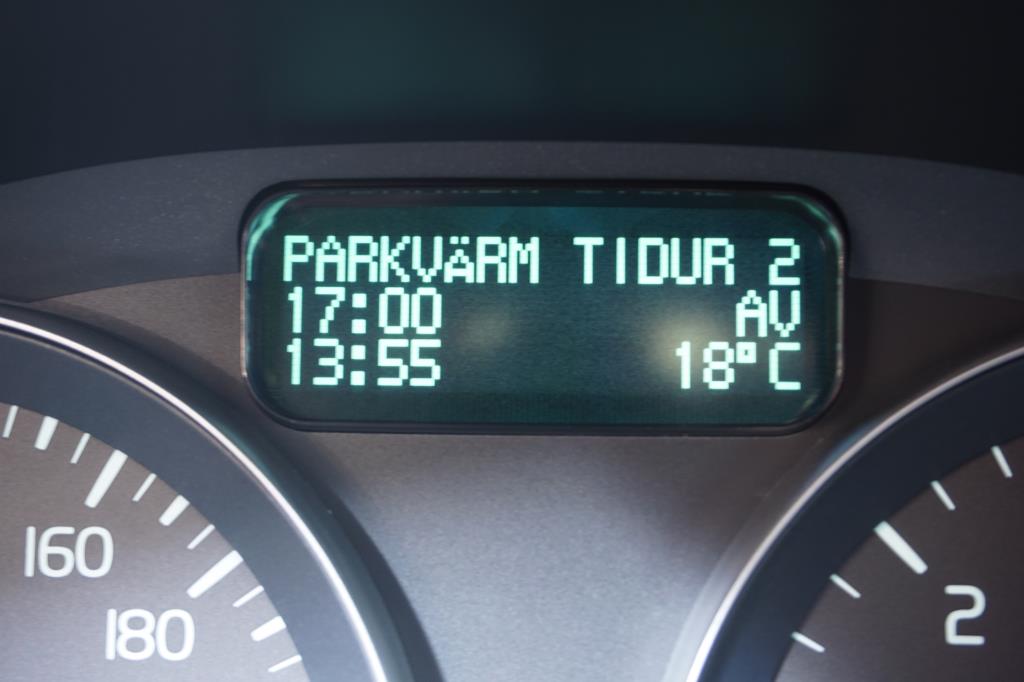 PARKVäRM TIDUR 2
17:00 AV
13:55 18°C
160
180
2